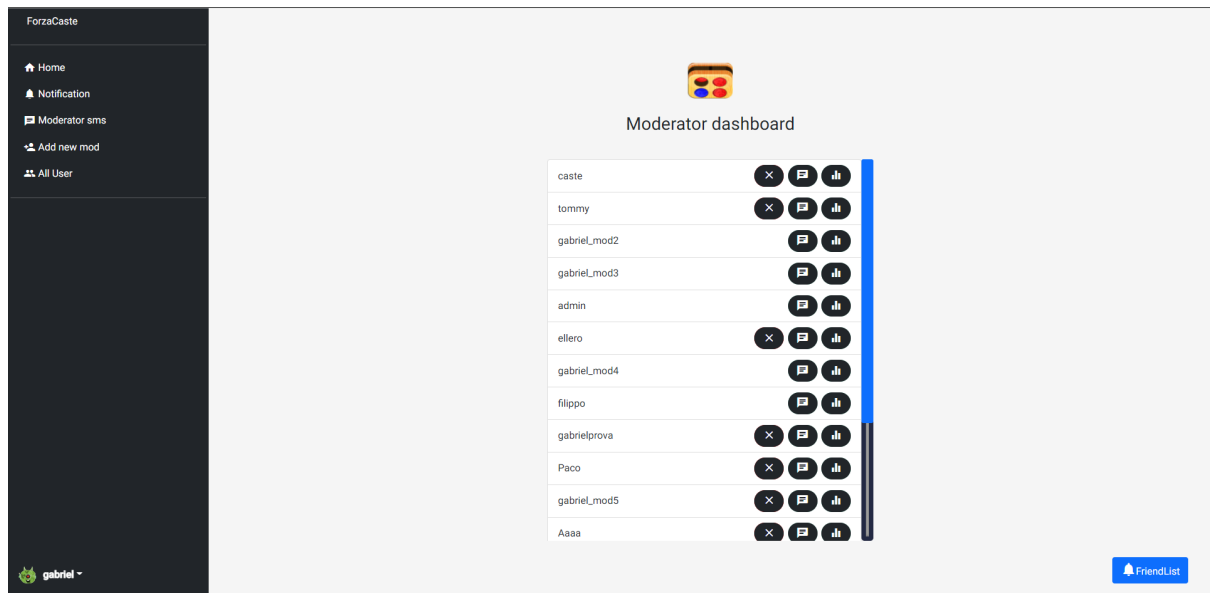 ForzaCaste
Home
Notification
Moderator sms
Add new mod
All User
gabriel
Moderator dashboard
caste
tommy
gabriel_mod2
gabriel_mod3
admin
ellero
gabriel_mod4
filippo
gabrielprova
Paco
gabriel_mod5
Aaaa
FriendList